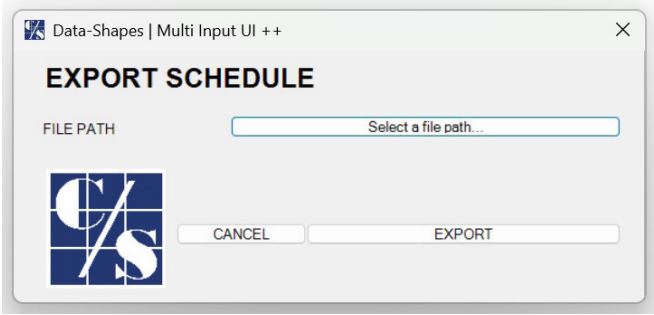 Data-Shapes | Multi Input UI ++
EXPORT SCHEDULE
FILE PATH
Select a file path...
C/S
CANCEL
EXPORT